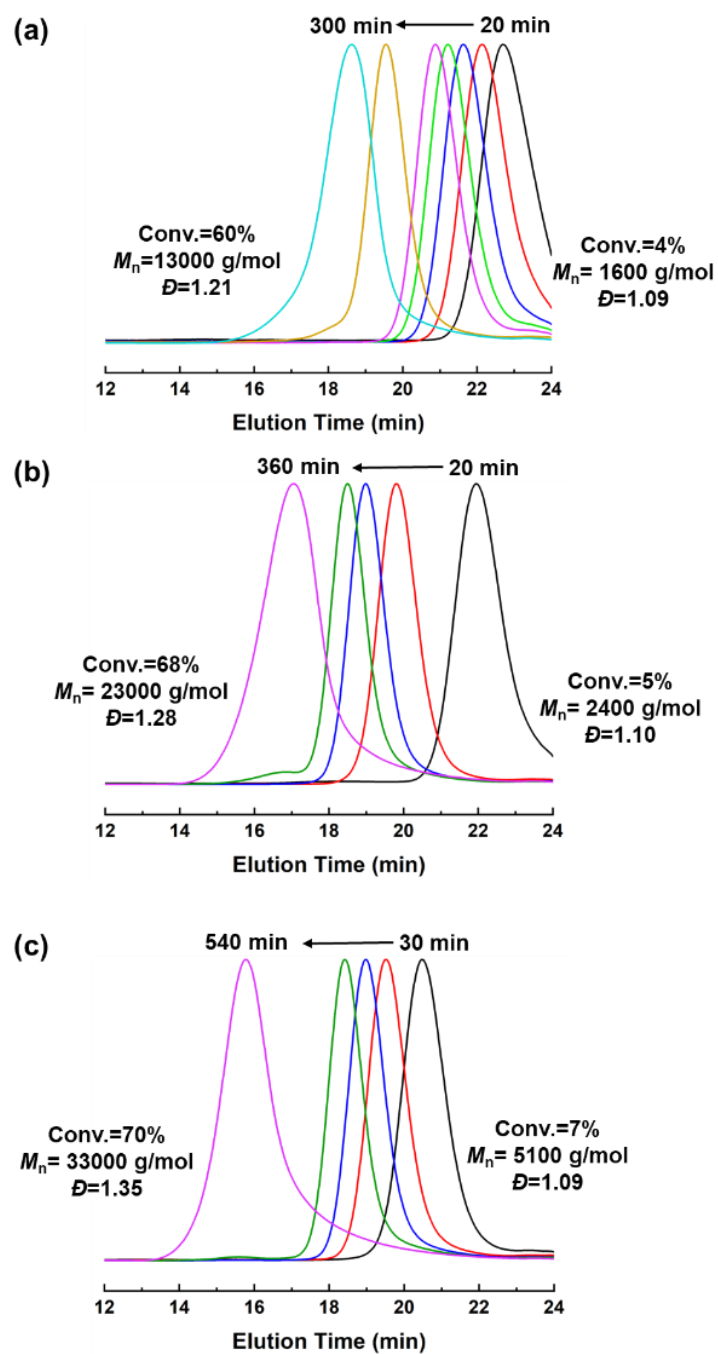 (a)
300 min 20 min
Conv.=60%
Mn=13000 g/mol
Đ=1.21
Conv.=4%
Mn= 1600 g/mol
Đ=1.09
12 14 16 18 20 22 24
Elution Time (min)
(b)
360 min 20 min
Conv.=68%
Mn= 23000 g/mol
Đ=1.28
Conv.=5%
Mn= 2400 g/mol
Đ=1.10
12 14 16 18 20 22 24
Elution Time (min)
(c)
540 min 30 min
Conv.=70%
Mn= 33000 g/mol
Đ=1.35
Conv.=7%
Mn= 5100 g/mol
Đ=1.09
12 14 16 18 20 22 24
Elution Time (min)